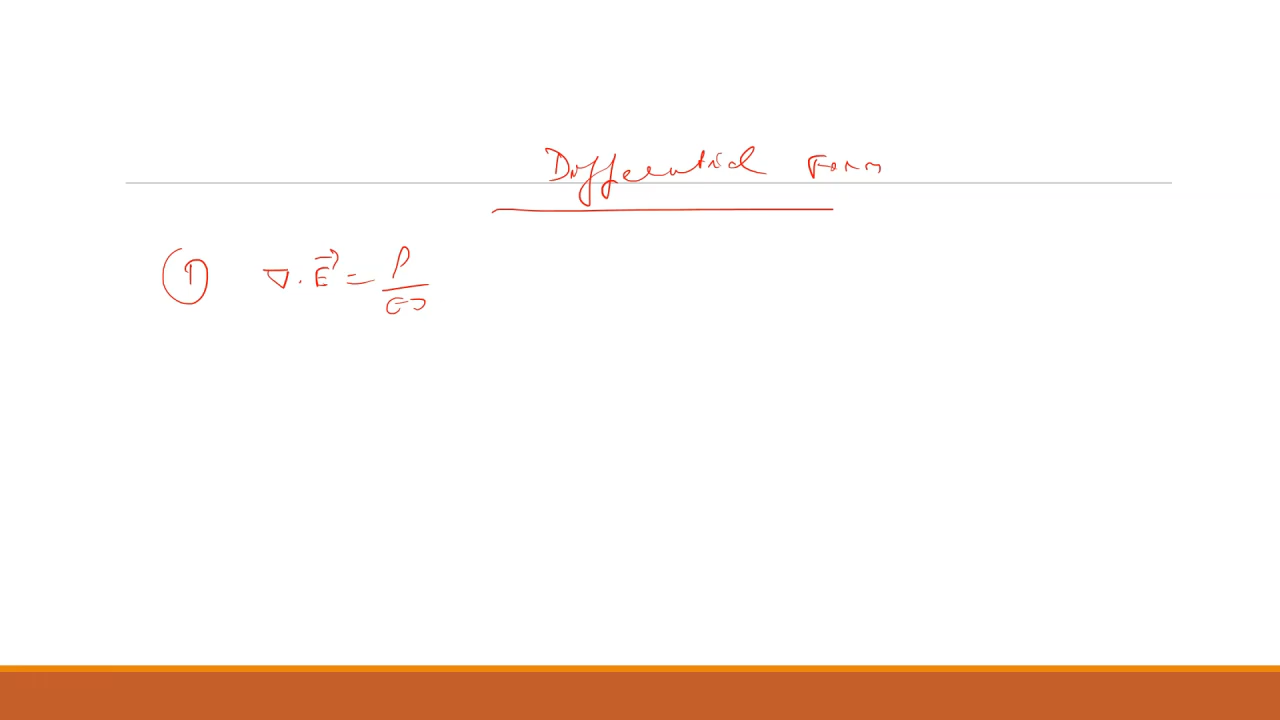 Differential Form
① ∇·E⃗ = ρ/ϵ₀